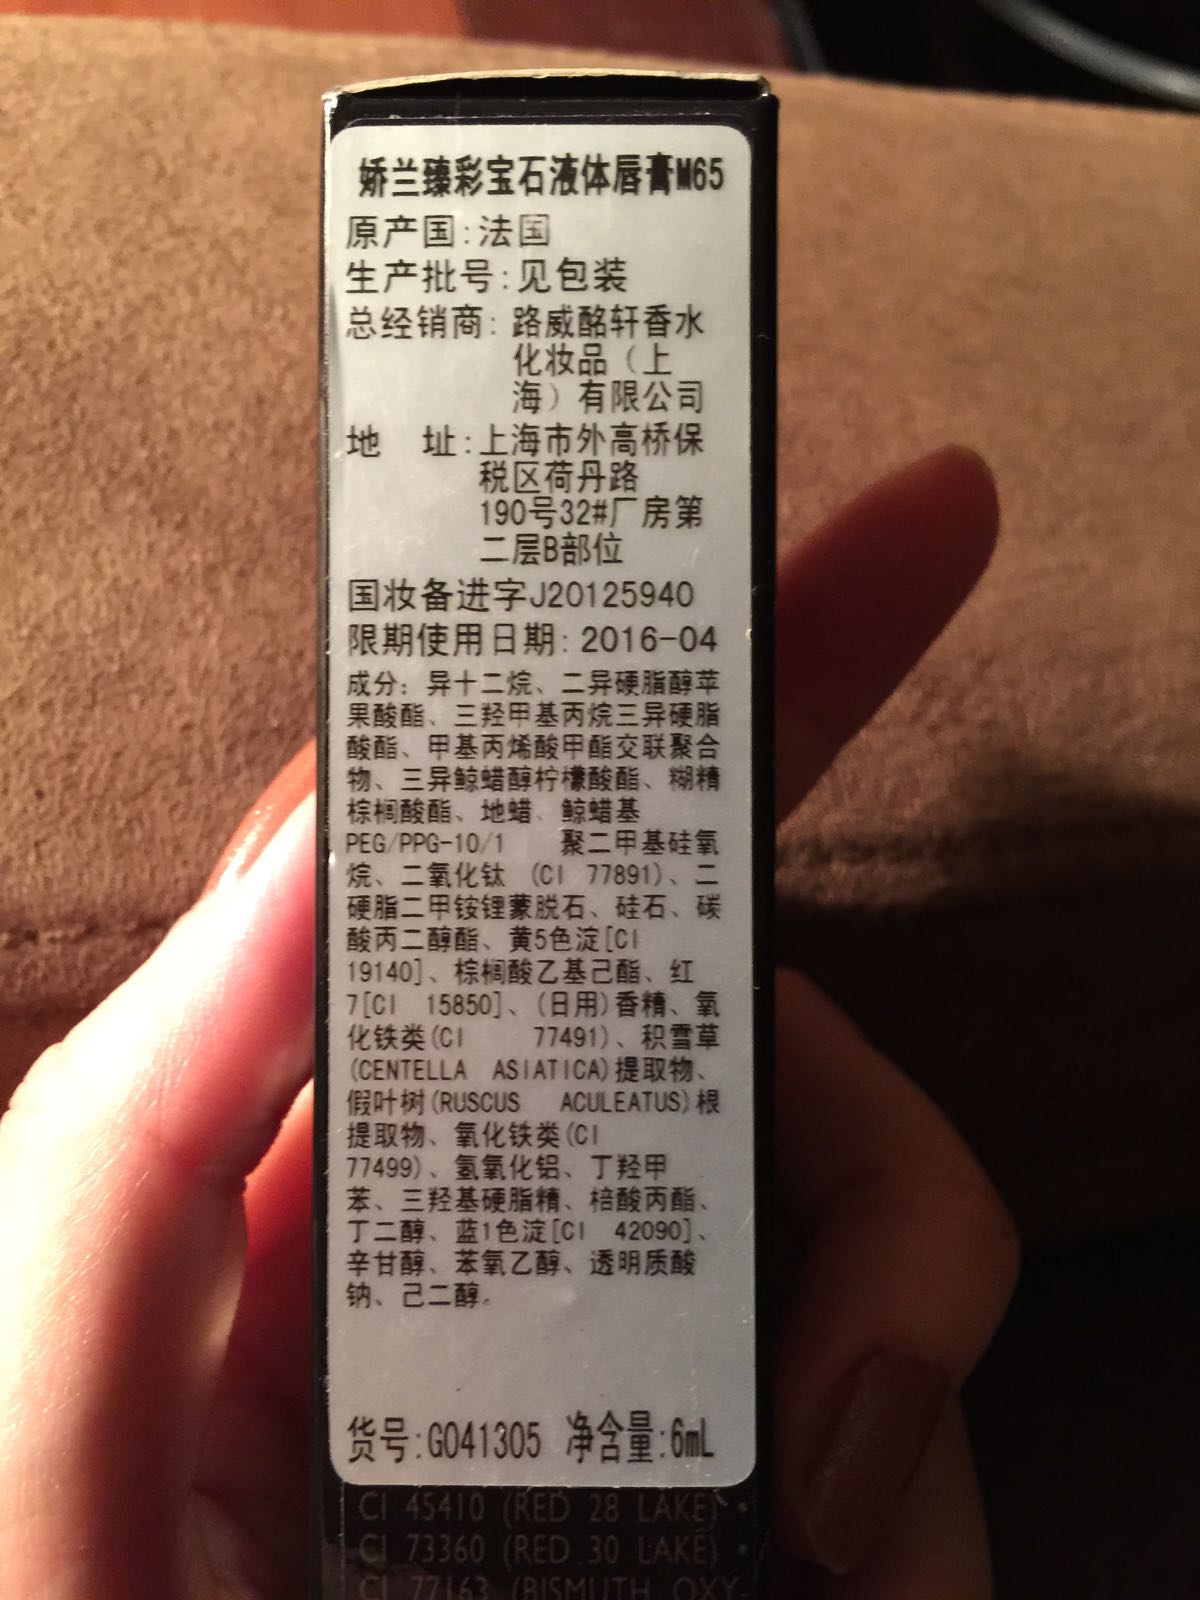 娇兰臻彩宝石液体唇膏M65
原产国:法国
生产批号:见包装
总经销商: 路威酩轩香水
化妆品（上
海）有限公司
地 址:上海市外高桥保
税区荷丹路
190号32#厂房第
二层B部位
国妆备进字J20125940
限期使用日期: 2016-04
成分: 异十二烷、二异硬脂醇苹
果酸酯、三羟甲基丙烷三异硬脂
酸酯、甲基丙烯酸甲酯交联聚合
物、三异鲸蜡醇柠檬酸酯、糊精
棕榈酸酯、地蜡、鲸蜡基
PEG/PPG-10/1 聚二甲基硅氧
烷、二氧化钛 (CI 77891)、二
硬脂二甲铵锂蒙脱石、硅石、碳
酸丙二醇酯、黄5色淀[CI
19140]、棕榈酸乙基己酯、红
7[CI 15850]、(日用)香精、氧
化铁类(CI 77491)、积雪草
(CENTELLA ASIATICA)提取物、
假叶树(RUSCUS ACULEATUS)根
提取物、氧化铁类(CI
77499)、氢氧化铝、丁羟甲
苯、三羟基硬脂精、棓酸丙酯、
丁二醇、蓝1色淀[CI 42090]、
辛甘醇、苯氧乙醇、透明质酸
钠、己二醇。
货号:G041305 净含量:6mL
CI 45410 (RED 28 LAKE) •
CI 73360 (RED 30 LAKE) •
CI 77163 (BISMUTH OXY-